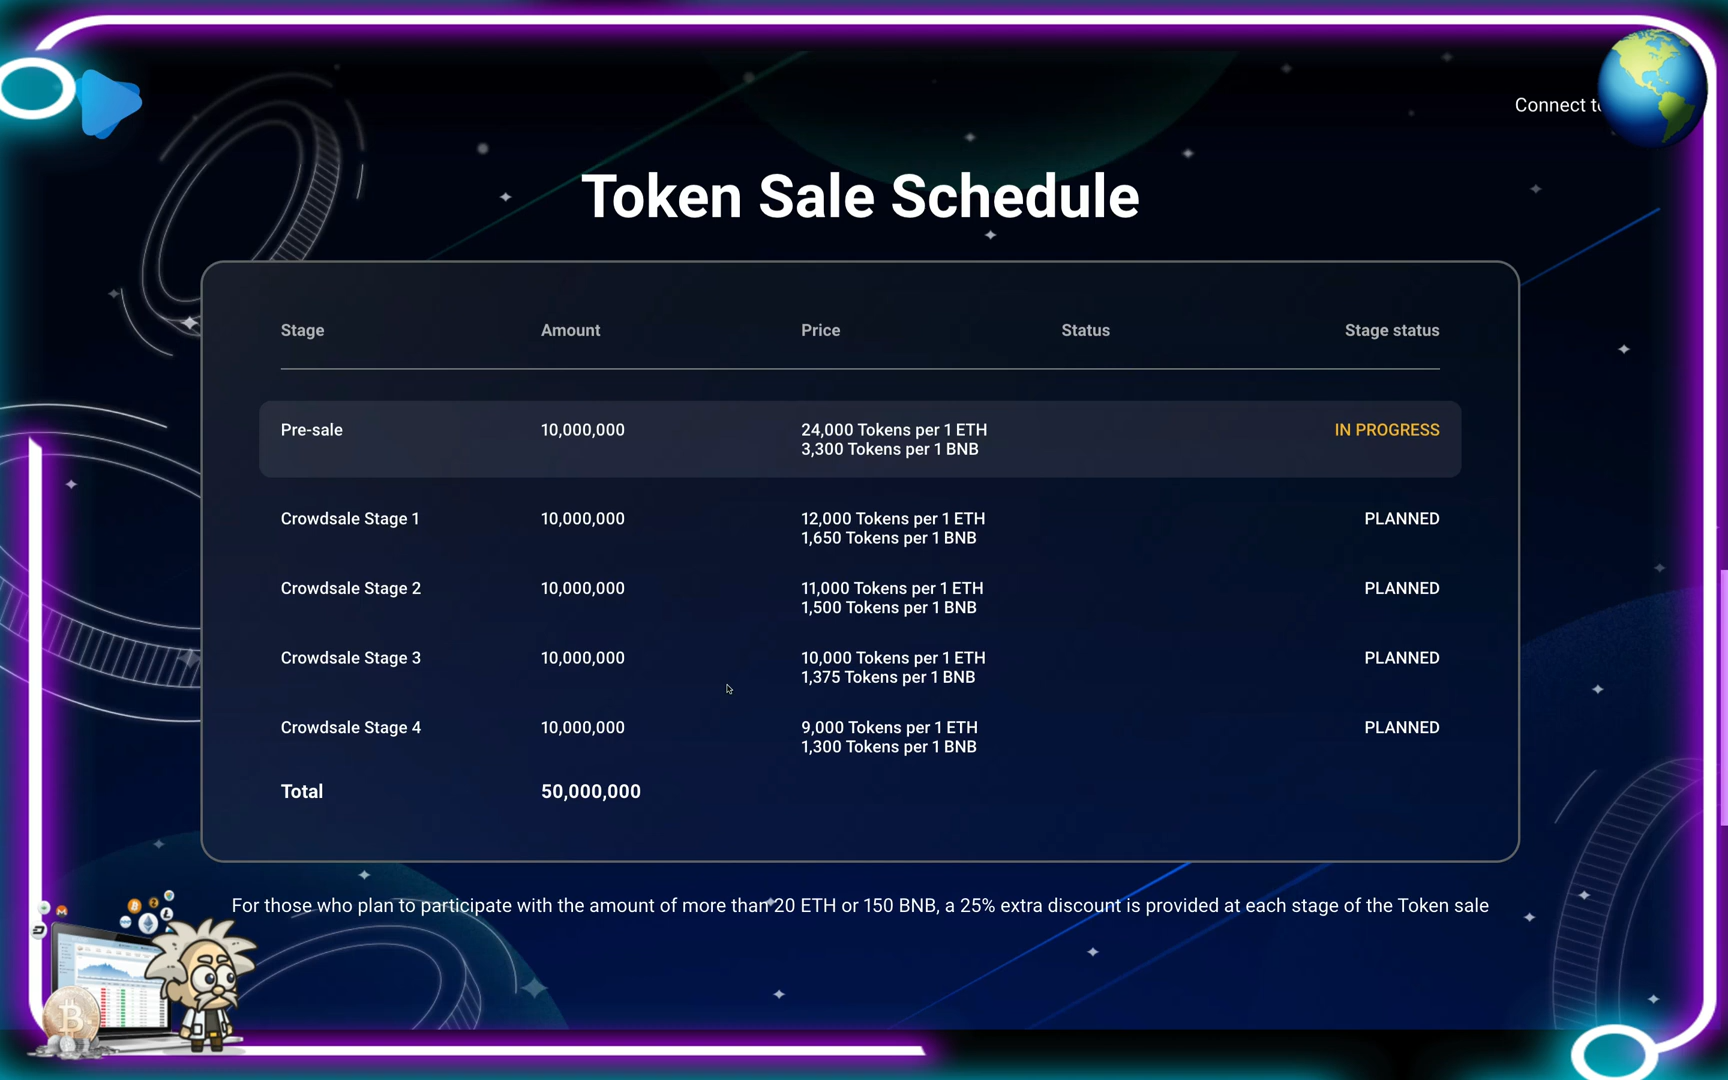 Connect
Token Sale Schedule
Stage Amount Price Status Stage status
Pre-sale 10,000,000 24,000 Tokens per 1 ETH IN PROGRESS
3,300 Tokens per 1 BNB
Crowdsale Stage 1 10,000,000 12,000 Tokens per 1 ETH PLANNED
1,650 Tokens per 1 BNB
Crowdsale Stage 2 10,000,000 11,000 Tokens per 1 ETH PLANNED
1,500 Tokens per 1 BNB
Crowdsale Stage 3 10,000,000 10,000 Tokens per 1 ETH PLANNED
1,375 Tokens per 1 BNB
Crowdsale Stage 4 10,000,000 9,000 Tokens per 1 ETH PLANNED
1,300 Tokens per 1 BNB
Total 50,000,000
For those who plan to participate with the amount of more than 20 ETH or 150 BNB, a 25% extra discount is provided at each stage of the Token sale